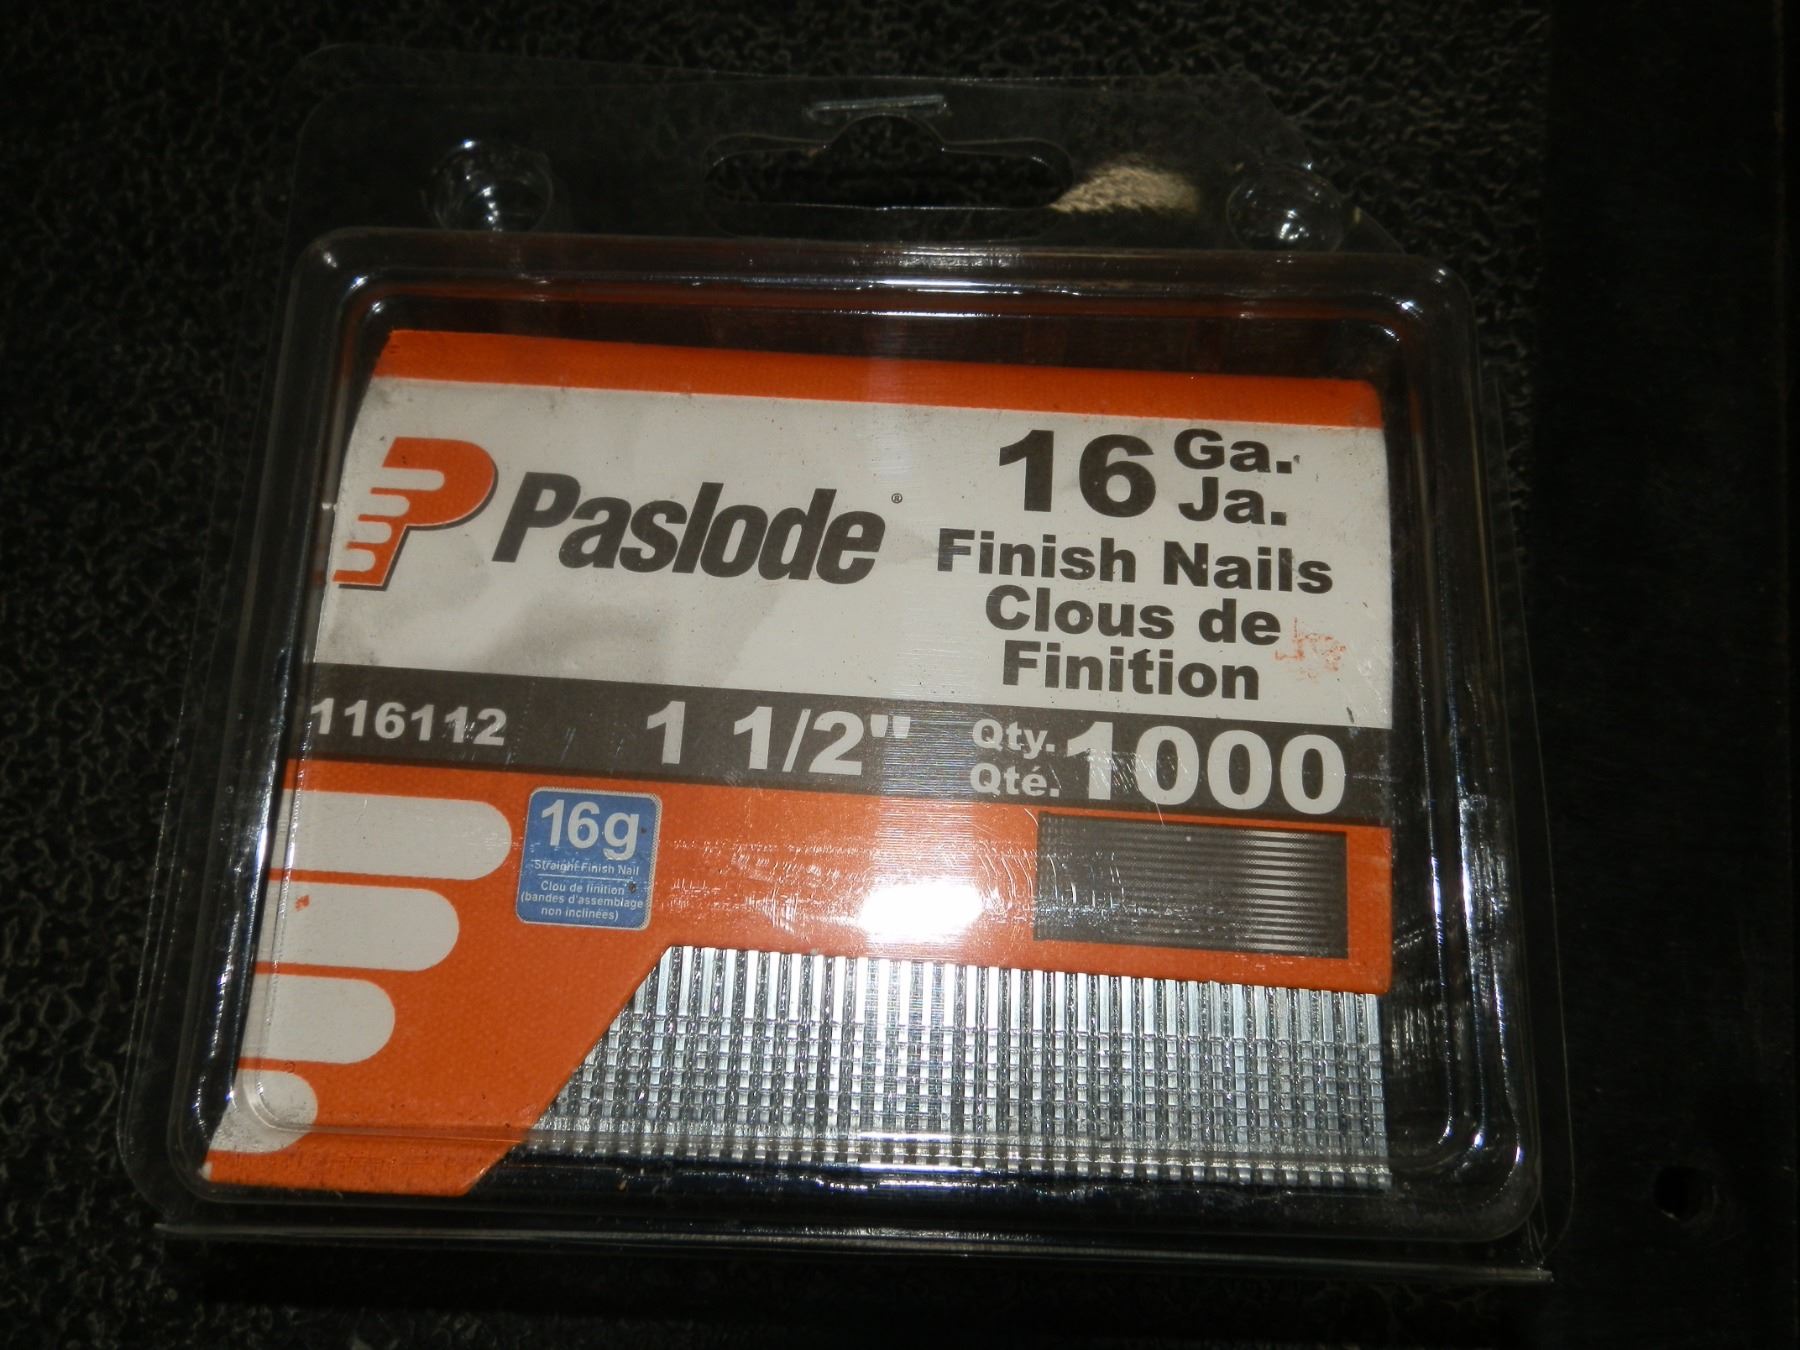 Paslode®
16 Ga.
Ja.
Finish Nails
Clous de
Finition
116112
1 1/2"
Qty.
Qté. 1000
16g
Straight Finish Nail
Clou de finition
(bandes d'assemblage
non inclinées)